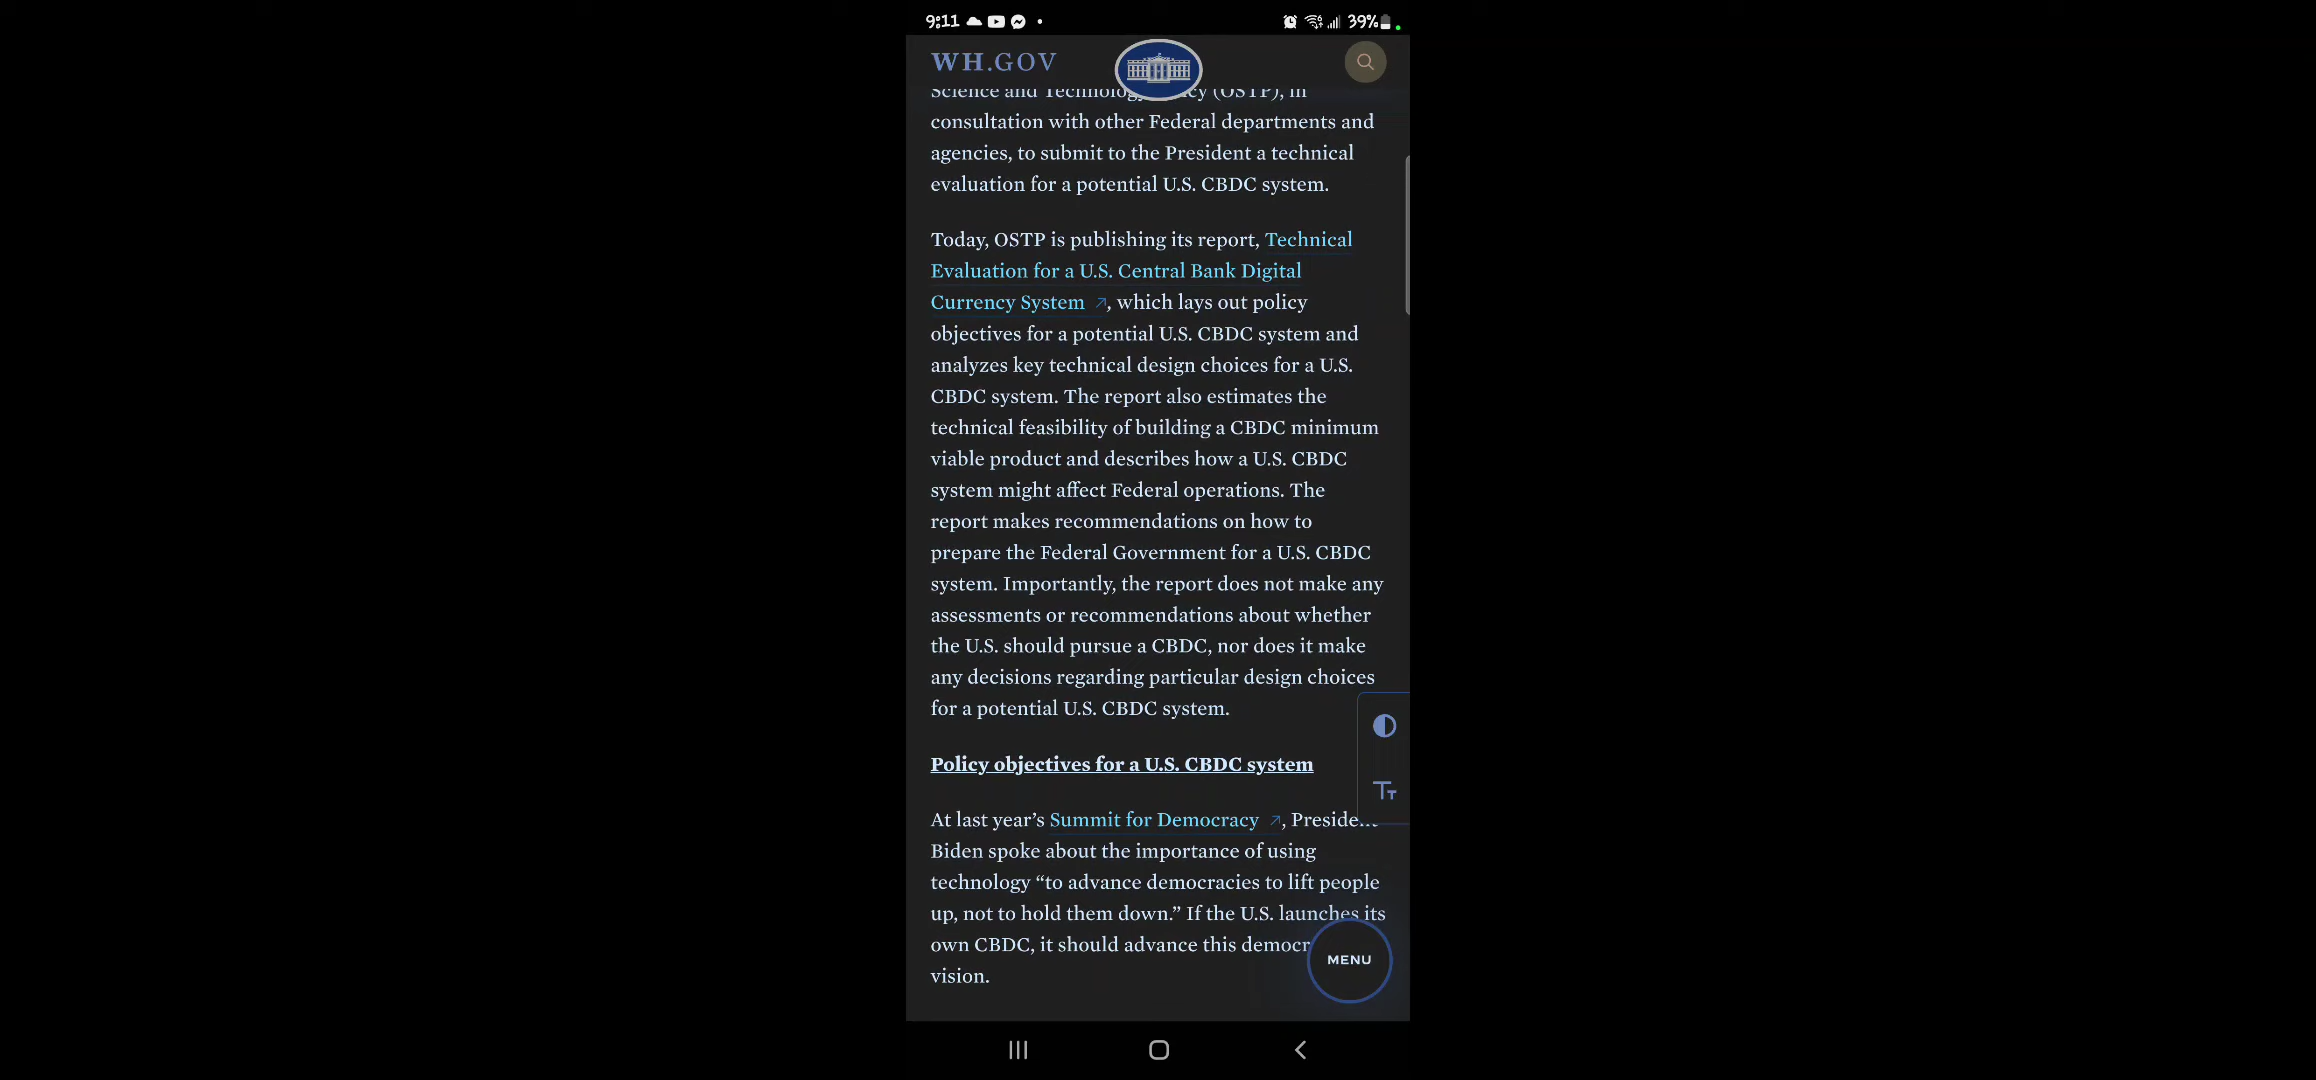 9:11
39%
WH.GOV
Science and Technology (OSTP), in
consultation with other Federal departments and
agencies, to submit to the President a technical
evaluation for a potential U.S. CBDC system.
Today, OSTP is publishing its report, Technical
Evaluation for a U.S. Central Bank Digital
Currency System ↗, which lays out policy
objectives for a potential U.S. CBDC system and
analyzes key technical design choices for a U.S.
CBDC system. The report also estimates the
technical feasibility of building a CBDC minimum
viable product and describes how a U.S. CBDC
system might affect Federal operations. The
report makes recommendations on how to
prepare the Federal Government for a U.S. CBDC
system. Importantly, the report does not make any
assessments or recommendations about whether
the U.S. should pursue a CBDC, nor does it make
any decisions regarding particular design choices
for a potential U.S. CBDC system.
Policy objectives for a U.S. CBDC system
At last year’s Summit for Democracy ↗, President
Biden spoke about the importance of using
technology “to advance democracies to lift people
up, not to hold them down.” If the U.S. launches its
own CBDC, it should advance this democr
vision.
MENU